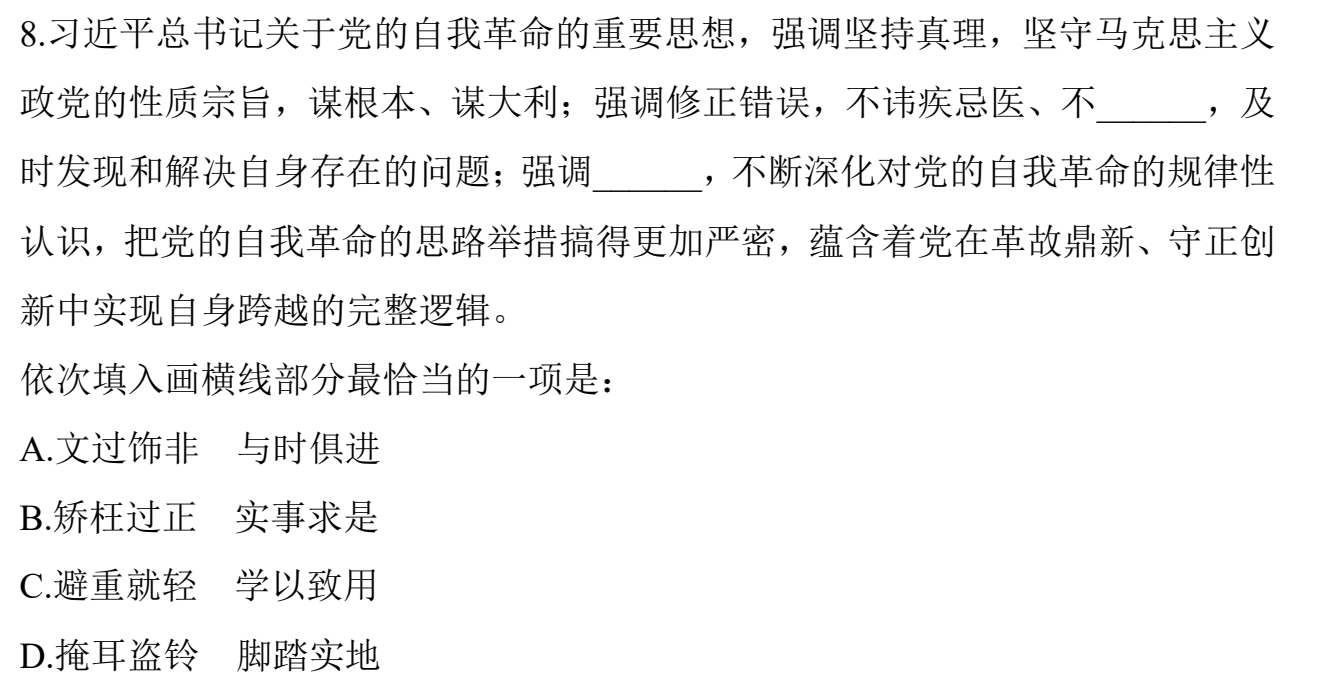 8.习近平总书记关于党的自我革命的重要思想，强调坚持真理，坚守马克思主义
政党的性质宗旨，谋根本、谋大利；强调修正错误，不讳疾忌医、不______，及
时发现和解决自身存在的问题；强调______，不断深化对党的自我革命的规律性
认识，把党的自我革命的思路举措搞得更加严密，蕴含着党在革故鼎新、守正创
新中实现自身跨越的完整逻辑。
依次填入画横线部分最恰当的一项是：
A.文过饰非　与时俱进
B.矫枉过正　实事求是
C.避重就轻　学以致用
D.掩耳盗铃　脚踏实地